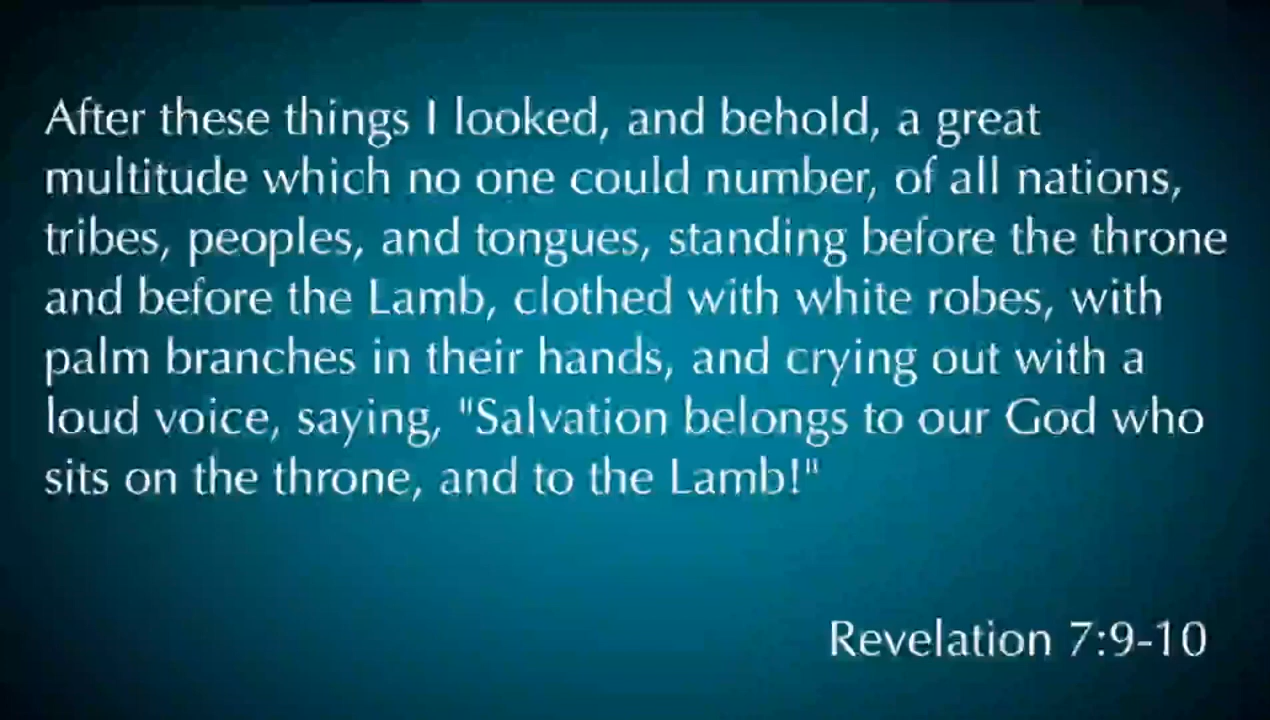 After these things I looked, and behold, a great
multitude which no one could number, of all nations,
tribes, peoples, and tongues, standing before the throne
and before the Lamb, clothed with white robes, with
palm branches in their hands, and crying out with a
loud voice, saying, "Salvation belongs to our God who
sits on the throne, and to the Lamb!"
Revelation 7:9-10